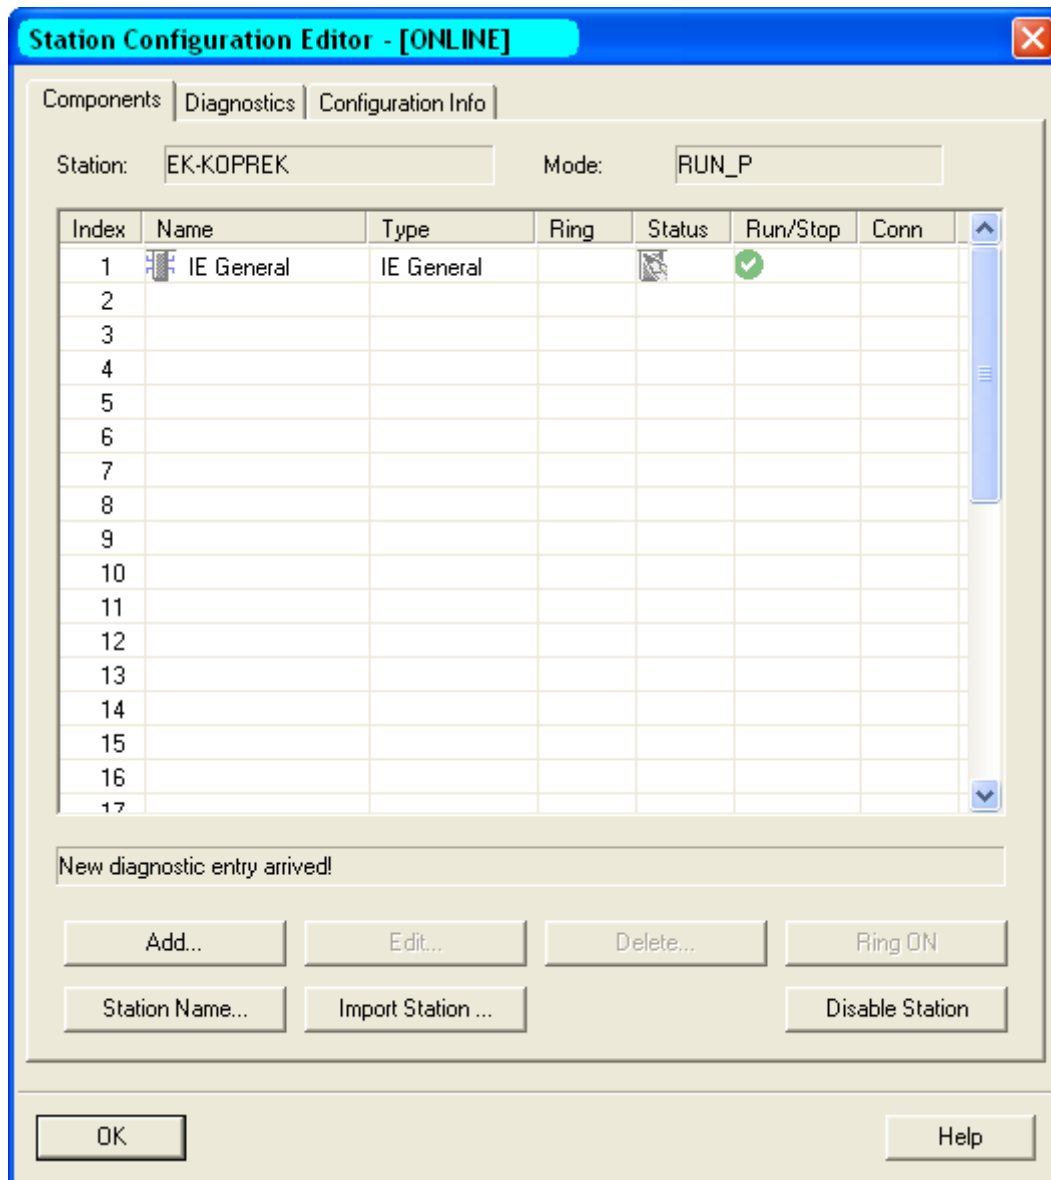 Station Configuration Editor - [ONLINE]
Components Diagnostics Configuration Info
Station: EK-KOPREK Mode: RUN_P
Index Name Type Ring Status Run/Stop Conn
1 IE General IE General
2
3
4
5
6
7
8
9
10
11
12
13
14
15
16
17
New diagnostic entry arrived!
Add... Edit... Delete... Ring ON
Station Name... Import Station ... Disable Station
OK Help